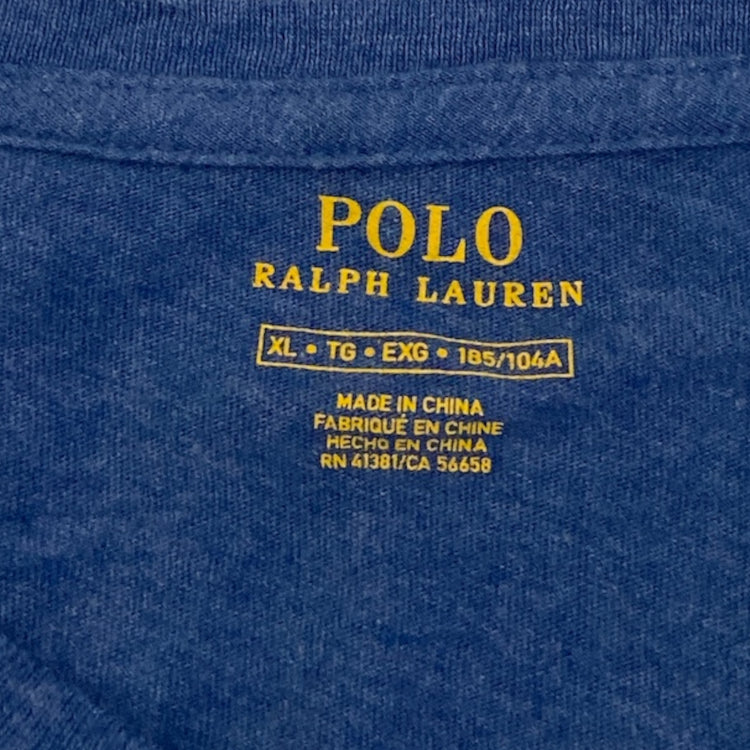 POLO
RALPH LAUREN
XL • TG • EXG • 185/104A
MADE IN CHINA
FABRIQUÉ EN CHINE
HECHO EN CHINA
RN 41381/CA 56658